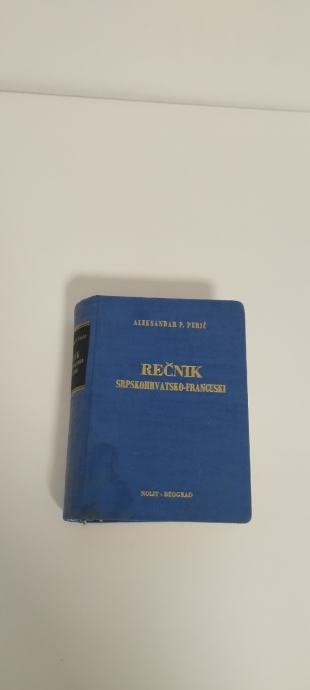 ALEKSANDAR P. PERIĆ
REČNIK
SRPSKOHRVATSKO-FRANCUSKI
NOLIT - BEOGRAD